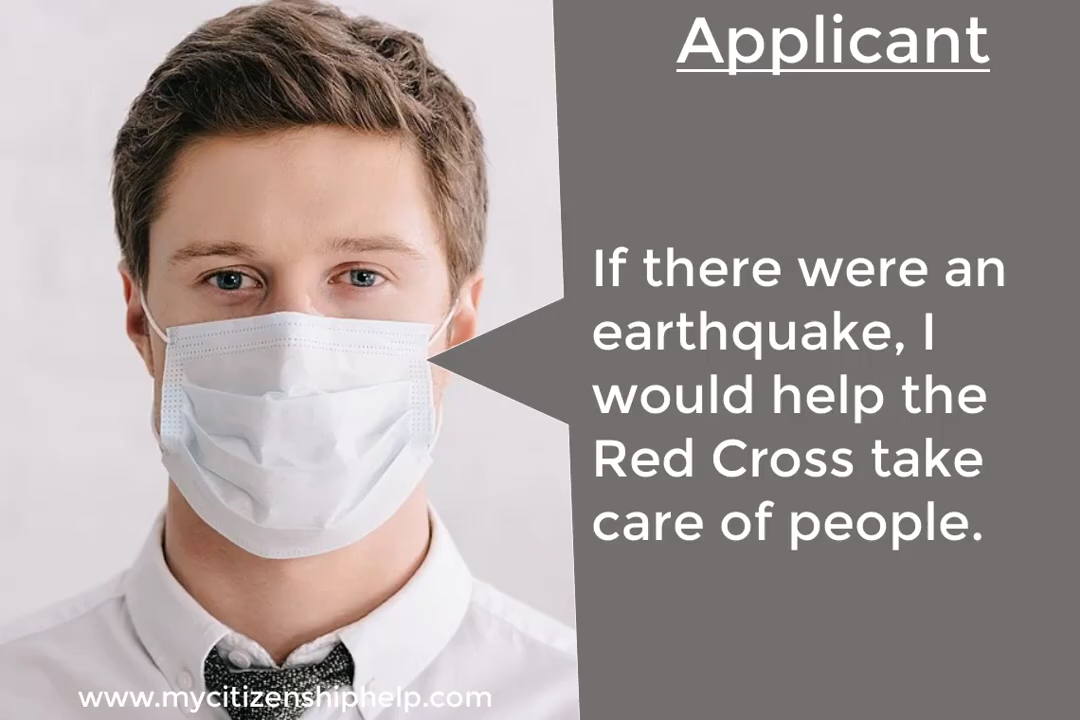 Applicant
If there were an
earthquake, I
would help the
Red Cross take
care of people.
www.mycitizenshiphelp.com